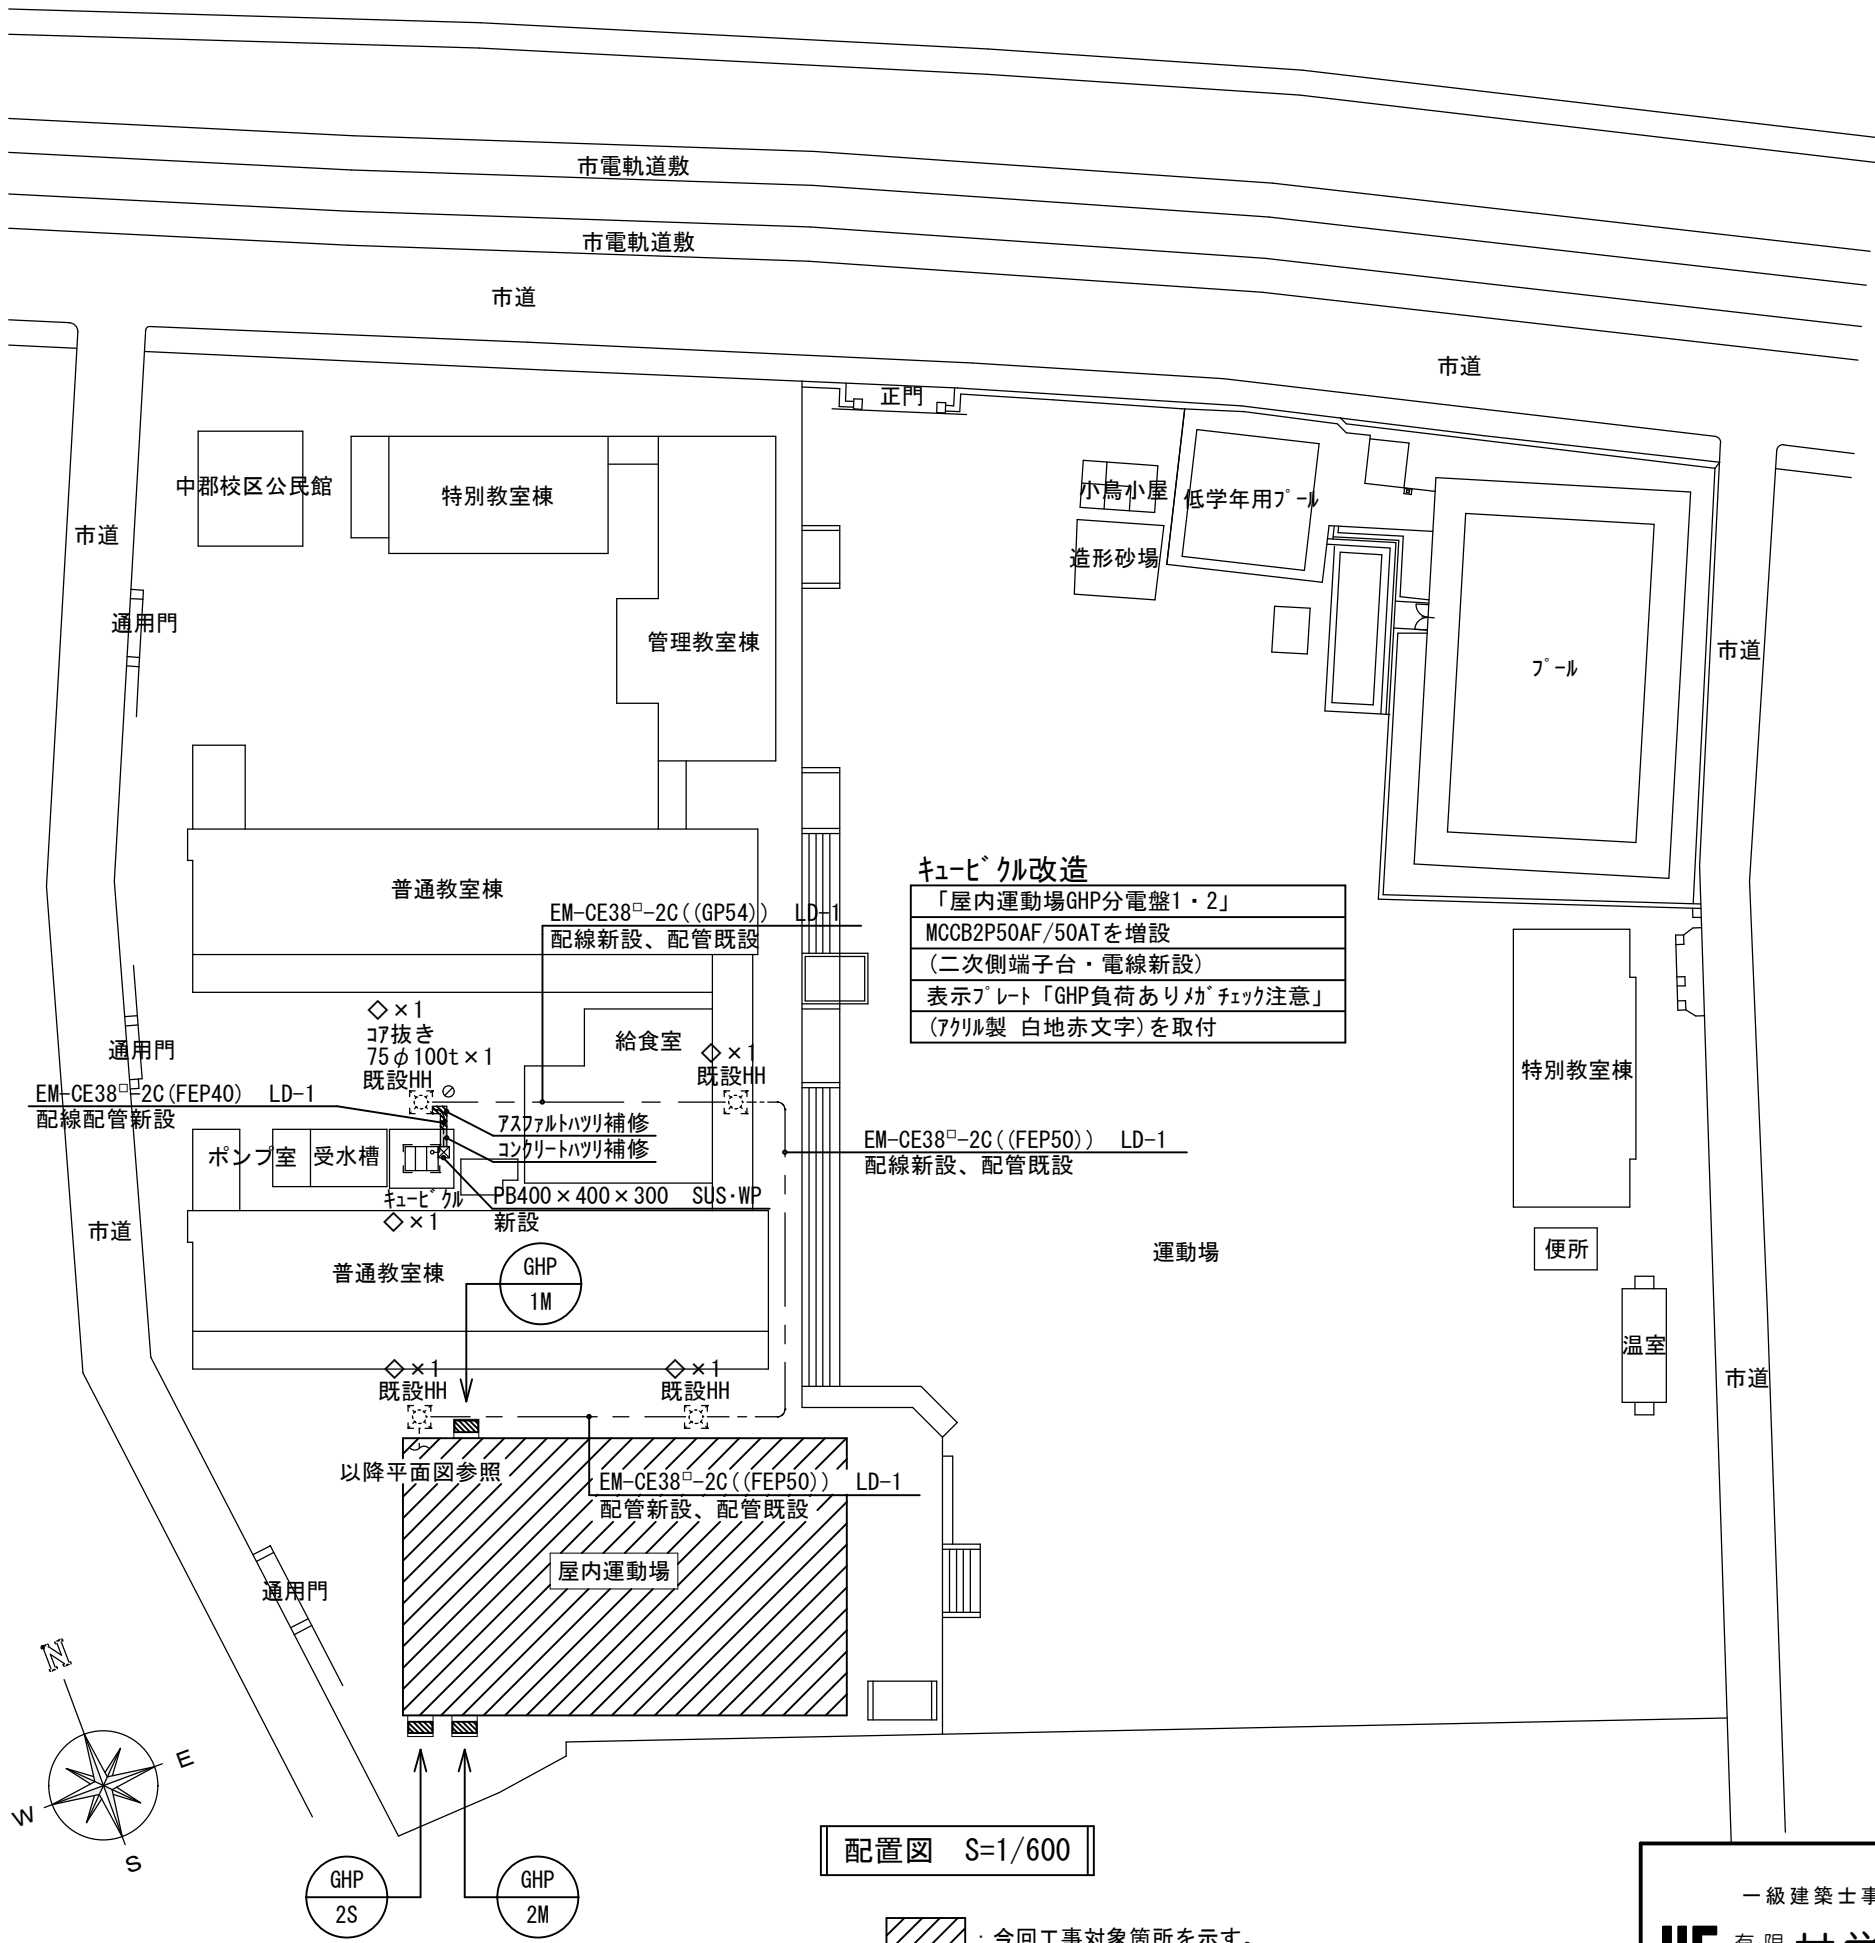 市電軌道敷
市電軌道敷
市道
市道
正門
中郡枝区公民館
特別教室棟
小鳥小屋
低学年用ﾌﾟｰﾙ
市道
造形砂場
通用門
管理教室棟
市道
ﾌﾟｰﾙ
普通教室棟
ｷｭｰﾋﾞｸﾙ改造
「屋内運動場GHP分電盤1・2」
MCCB2P50AF/50ATを増設
(二次側端子台・電線新設)
表示ﾌﾟﾚｰﾄ「GHP負荷ありﾒｶﾞﾁｪｯｸ注意」
(ｱｸﾘﾙ製 白地赤文字)を取付
EM-CE38□-2C((GP54)) LD-1
配線新設、配管既設
◇×1
ｺｱ抜き
75φ100t×1
既設HH
給食室
◇×1
既設HH
通用門
特別教室棟
EM-CE38□-2C(FEP40) LD-1
配線配管新設
ｱｽﾌｧﾙﾄﾊﾂﾘ補修
ｺﾝｸﾘｰﾄﾊﾂﾘ補修
EM-CE38□-2C((FEP50)) LD-1
配線新設、配管既設
ポンプ室
受水槽
ｷｭｰﾋﾞｸﾙ
◇×1
PB400×400×300 SUS・WP
新設
市道
運動場
便所
普通教室棟
GHP
1M
温室
市道
◇×1
既設HH
◇×1
既設HH
以降平面図参照
EM-CE38□-2C((FEP50)) LD-1
配管新設、配管既設
屋内運動場
通用門
N
E
W
S
配置図 S=1/600
GHP
2S
GHP
2M
:今回工事対象箇所を示す。
一級建築士事
有限